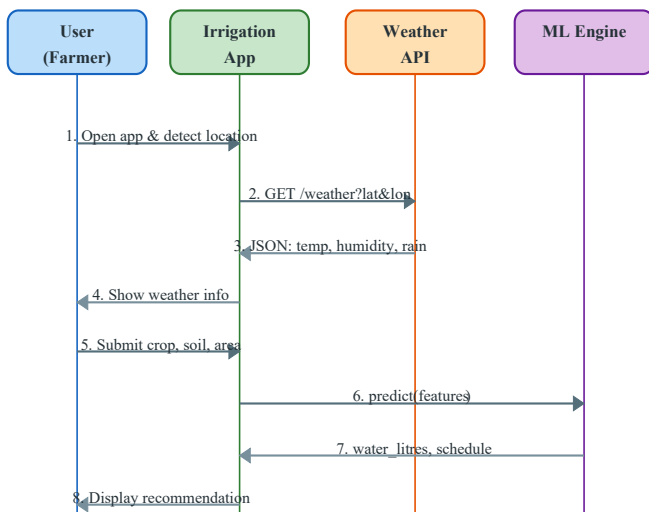 User
(Farmer)
Irrigation
App
Weather
API
ML Engine
1. Open app & detect location
2. GET /weather?lat&lon
3. JSON: temp, humidity, rain
4. Show weather info
5. Submit crop, soil, area
6. predict(features)
7. water_litres, schedule
8. Display recommendation